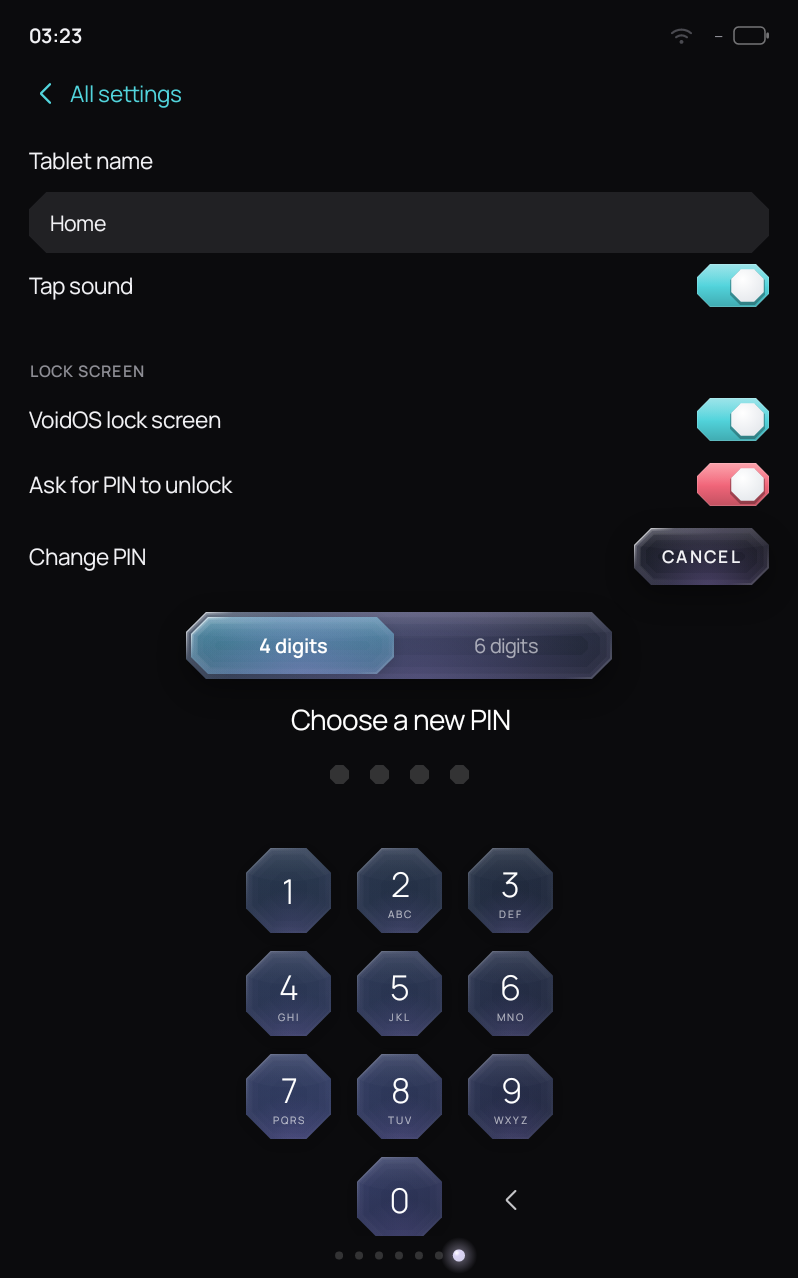 03:23
All settings
Tablet name
Home
Tap sound
LOCK SCREEN
VoidOS lock screen
Ask for PIN to unlock
Change PIN
CANCEL
4 digits
6 digits
Choose a new PIN
1
2
ABC
3
DEF
4
GHI
5
JKL
6
MNO
7
PQRS
8
TUV
9
WXYZ
0